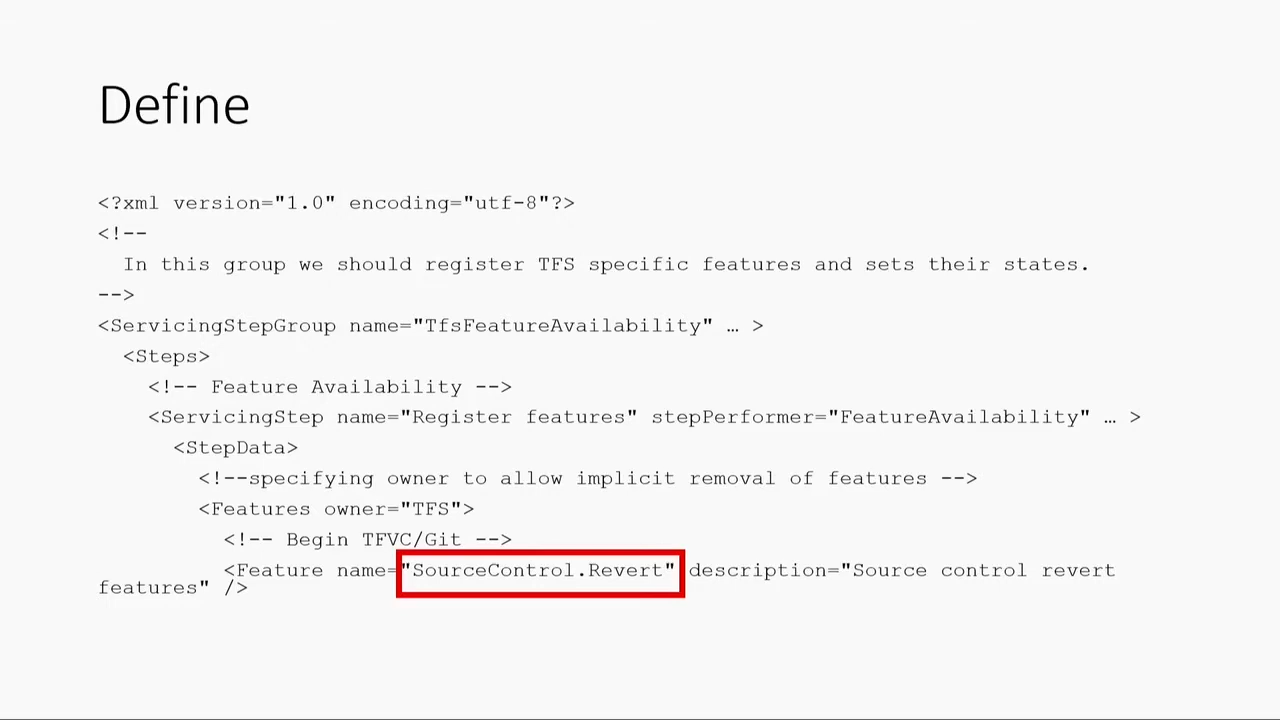 Define
<?xml version="1.0" encoding="utf-8"?>
<!--
In this group we should register TFS specific features and sets their states.
-->
<ServicingStepGroup name="TfsFeatureAvailability" … >
<Steps>
<!-- Feature Availability -->
<ServicingStep name="Register features" stepPerformer="FeatureAvailability" … >
<StepData>
<!--specifying owner to allow implicit removal of features -->
<Features owner="TFS">
<!-- Begin TFVC/Git -->
<Feature name="SourceControl.Revert" description="Source control revert
features" />